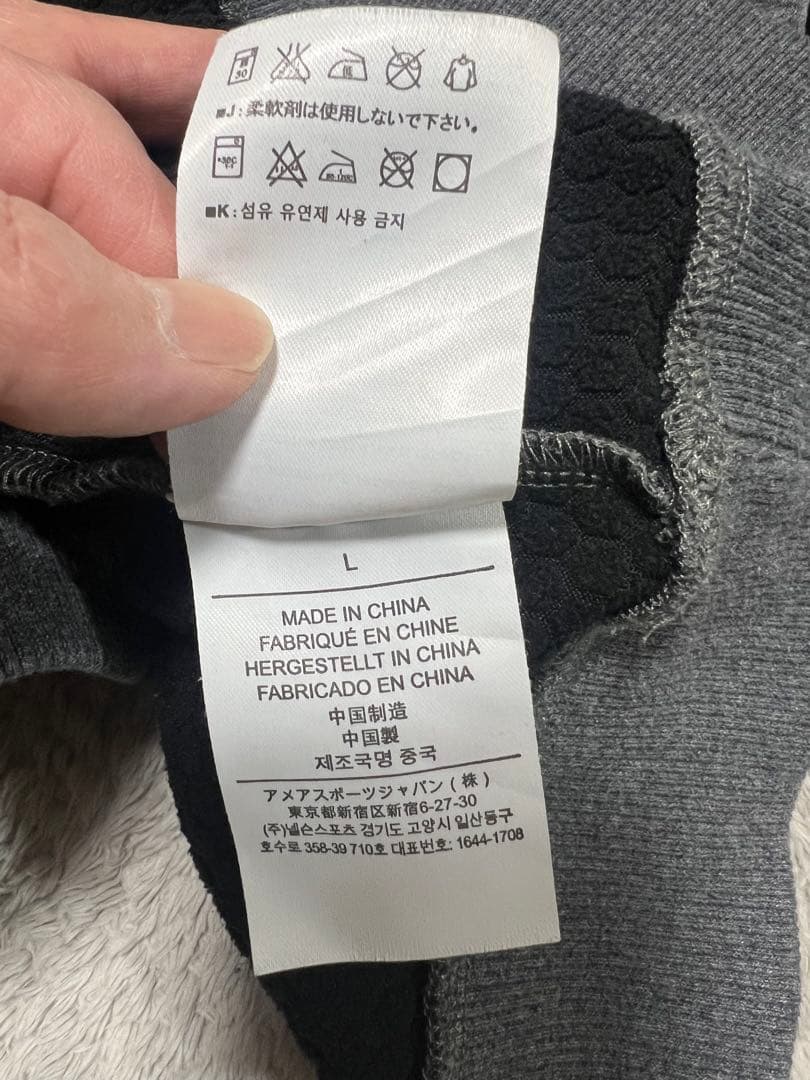 30
低
■J:柔軟剤は使用しないで下さい。
■K:섬유 유연제 사용 금지
L
MADE IN CHINA
FABRIQUÉ EN CHINE
HERGESTELLT IN CHINA
FABRICADO EN CHINA
中国制造
中国製
제조국명 중국
アメアスポーツジャパン(株)
東京都新宿区新宿6-27-30
(주)넬슨스포츠 경기도 고양시 일산동구
호수로 358-39 710호 대표번호: 1644-1708